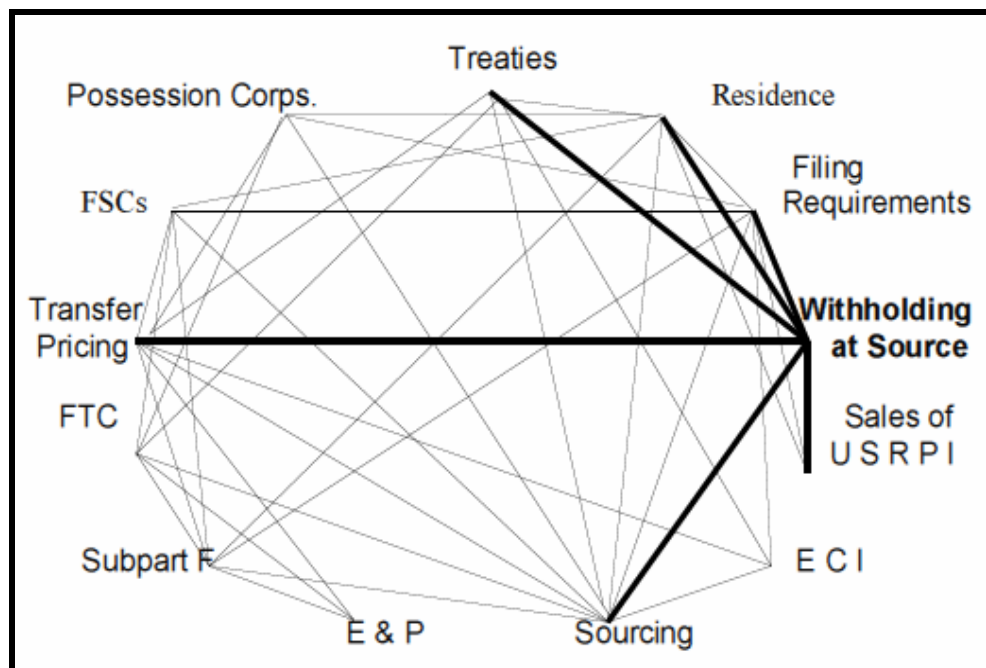 Treaties
Possession Corps.
Residence
Filing
Requirements
FSCs
Transfer
Pricing
Withholding
at Source
FTC
Sales of
U S R P I
Subpart F
E C I
E & P
Sourcing